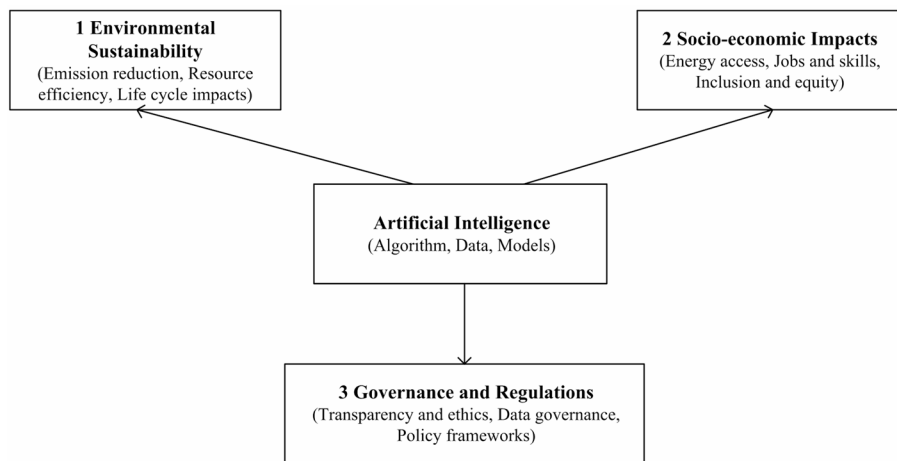 1 Environmental
Sustainability
(Emission reduction, Resource
efficiency, Life cycle impacts)
2 Socio-economic Impacts
(Energy access, Jobs and skills,
Inclusion and equity)
Artificial Intelligence
(Algorithm, Data, Models)
3 Governance and Regulations
(Transparency and ethics, Data governance,
Policy frameworks)